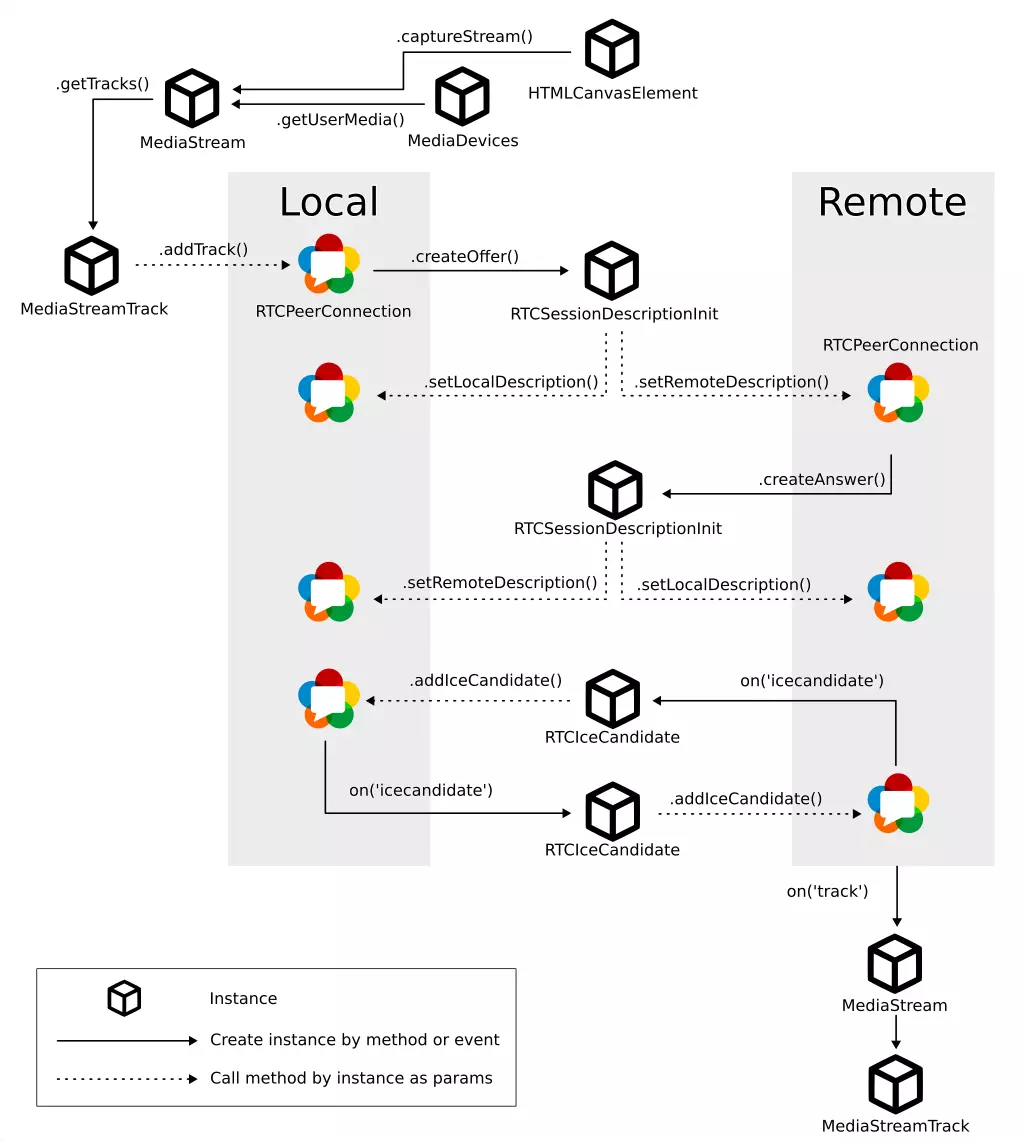 .captureStream()
HTMLCanvasElement
.getTracks()
MediaStream
.getUserMedia()
MediaDevices
Local
Remote
.addTrack()
MediaStreamTrack
RTCPeerConnection
.createOffer()
RTCSessionDescriptionInit
RTCPeerConnection
.setLocalDescription()
.setRemoteDescription()
.createAnswer()
RTCSessionDescriptionInit
.setRemoteDescription()
.setLocalDescription()
.addIceCandidate()
on('icecandidate')
RTCIceCandidate
on('icecandidate')
.addIceCandidate()
RTCIceCandidate
on('track')
MediaStream
MediaStreamTrack
Instance
Create instance by method or event
Call method by instance as params